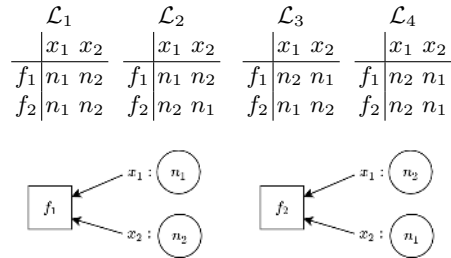 ℒ₁ ℒ₂ ℒ₃ ℒ₄
x₁ x₂ x₁ x₂ x₁ x₂ x₁ x₂
f₁ n₁ n₂ f₁ n₁ n₂ f₁ n₂ n₁ f₁ n₂ n₁
f₂ n₁ n₂ f₂ n₂ n₁ f₂ n₁ n₂ f₂ n₂ n₁
x₁ : n₁ x₁ : n₂
f₁ f₂
x₂ : n₂ x₂ : n₁